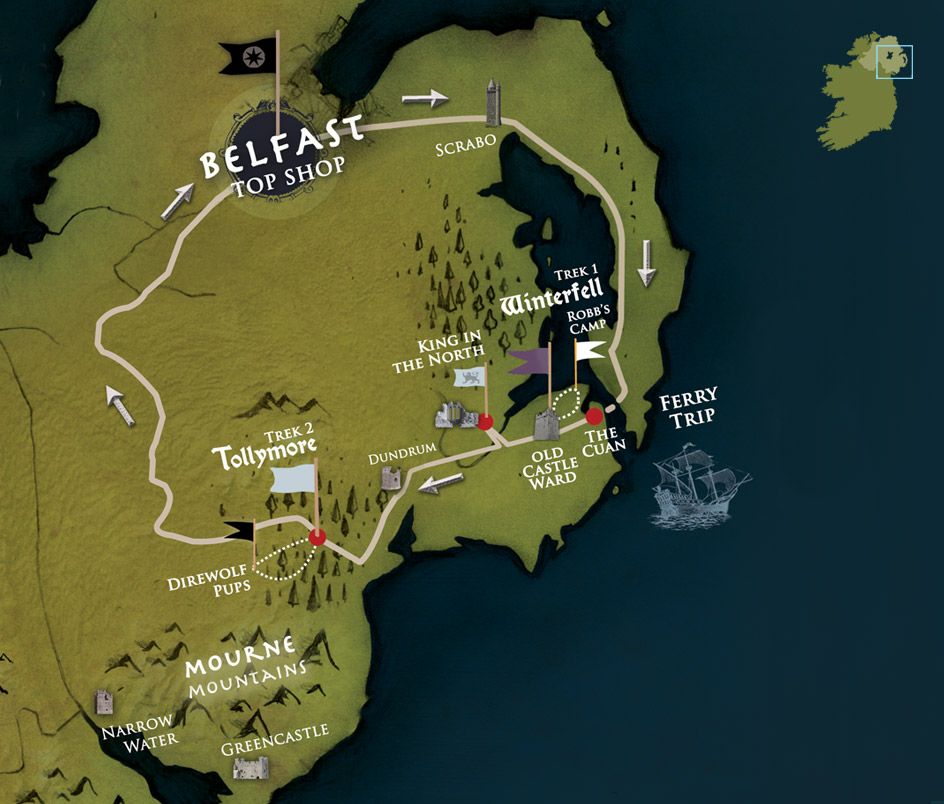 BELFAST
TOP SHOP
SCRABO
TREK 1
Winterfell
ROBB'S
CAMP
KING IN
THE NORTH
FERRY
TRIP
THE
CUAN
OLD
CASTLE
WARD
DUNDRUM
TREK 2
Tollymore
DIREWOLF
PUPS
MOURNE
MOUNTAINS
NARROW
WATER
GREENCASTLE